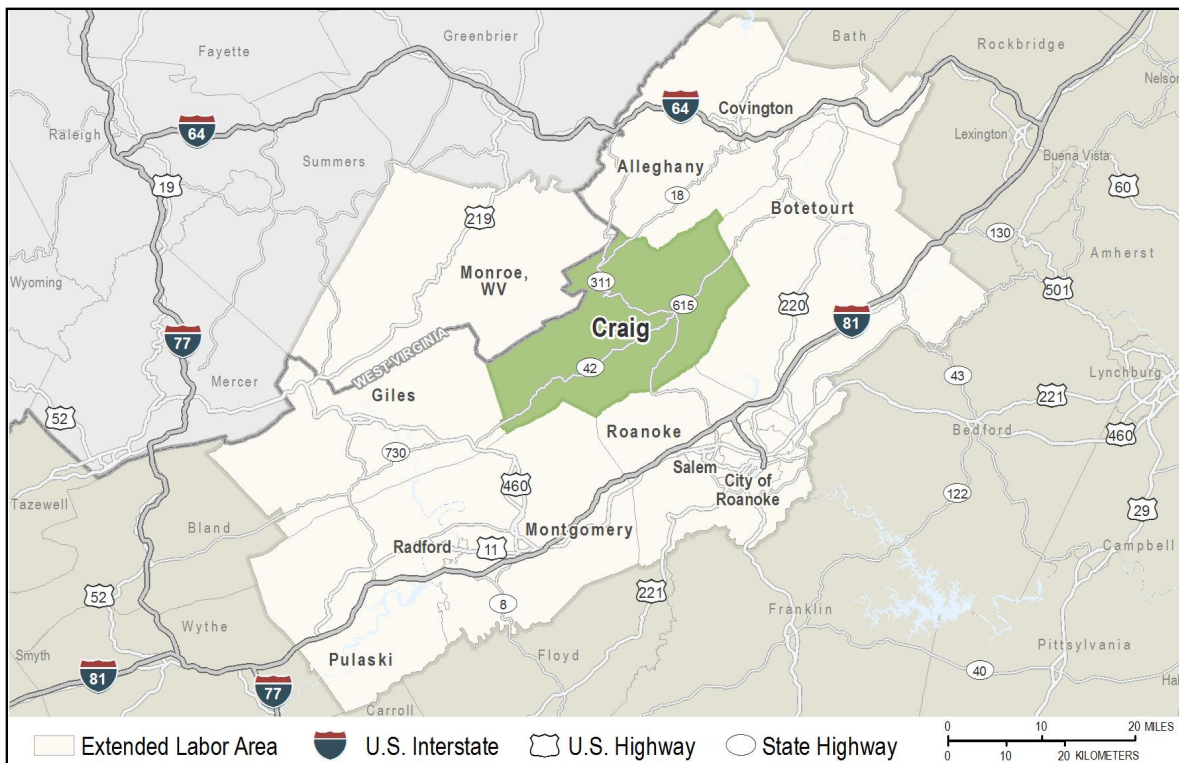 Greenbrier
Fayette
Bath
Rockbridge
Nelson
64
Covington
64
Raleigh
Lexington
Summers
Buena Vista
19
Alleghany
60
18
219
Botetourt
130
Amherst
Monroe,
WV
Wyoming
311
501
615
220
81
Craig
77
WEST VIRGINIA
42
Mercer
43
Lynchburg
Giles
221
52
Roanoke
Bedford
460
730
Salem
City of
Roanoke
460
122
Tazewell
Bland
29
Montgomery
Radford
11
Campbell
52
221
8
Franklin
Wythe
Pittsylvania
Smyth
Pulaski
Floyd
81
77
40
Hal
Carroll
Extended Labor Area
U.S. Interstate
U.S. Highway
State Highway
0 10 20 MILES
0 10 20 KILOMETERS